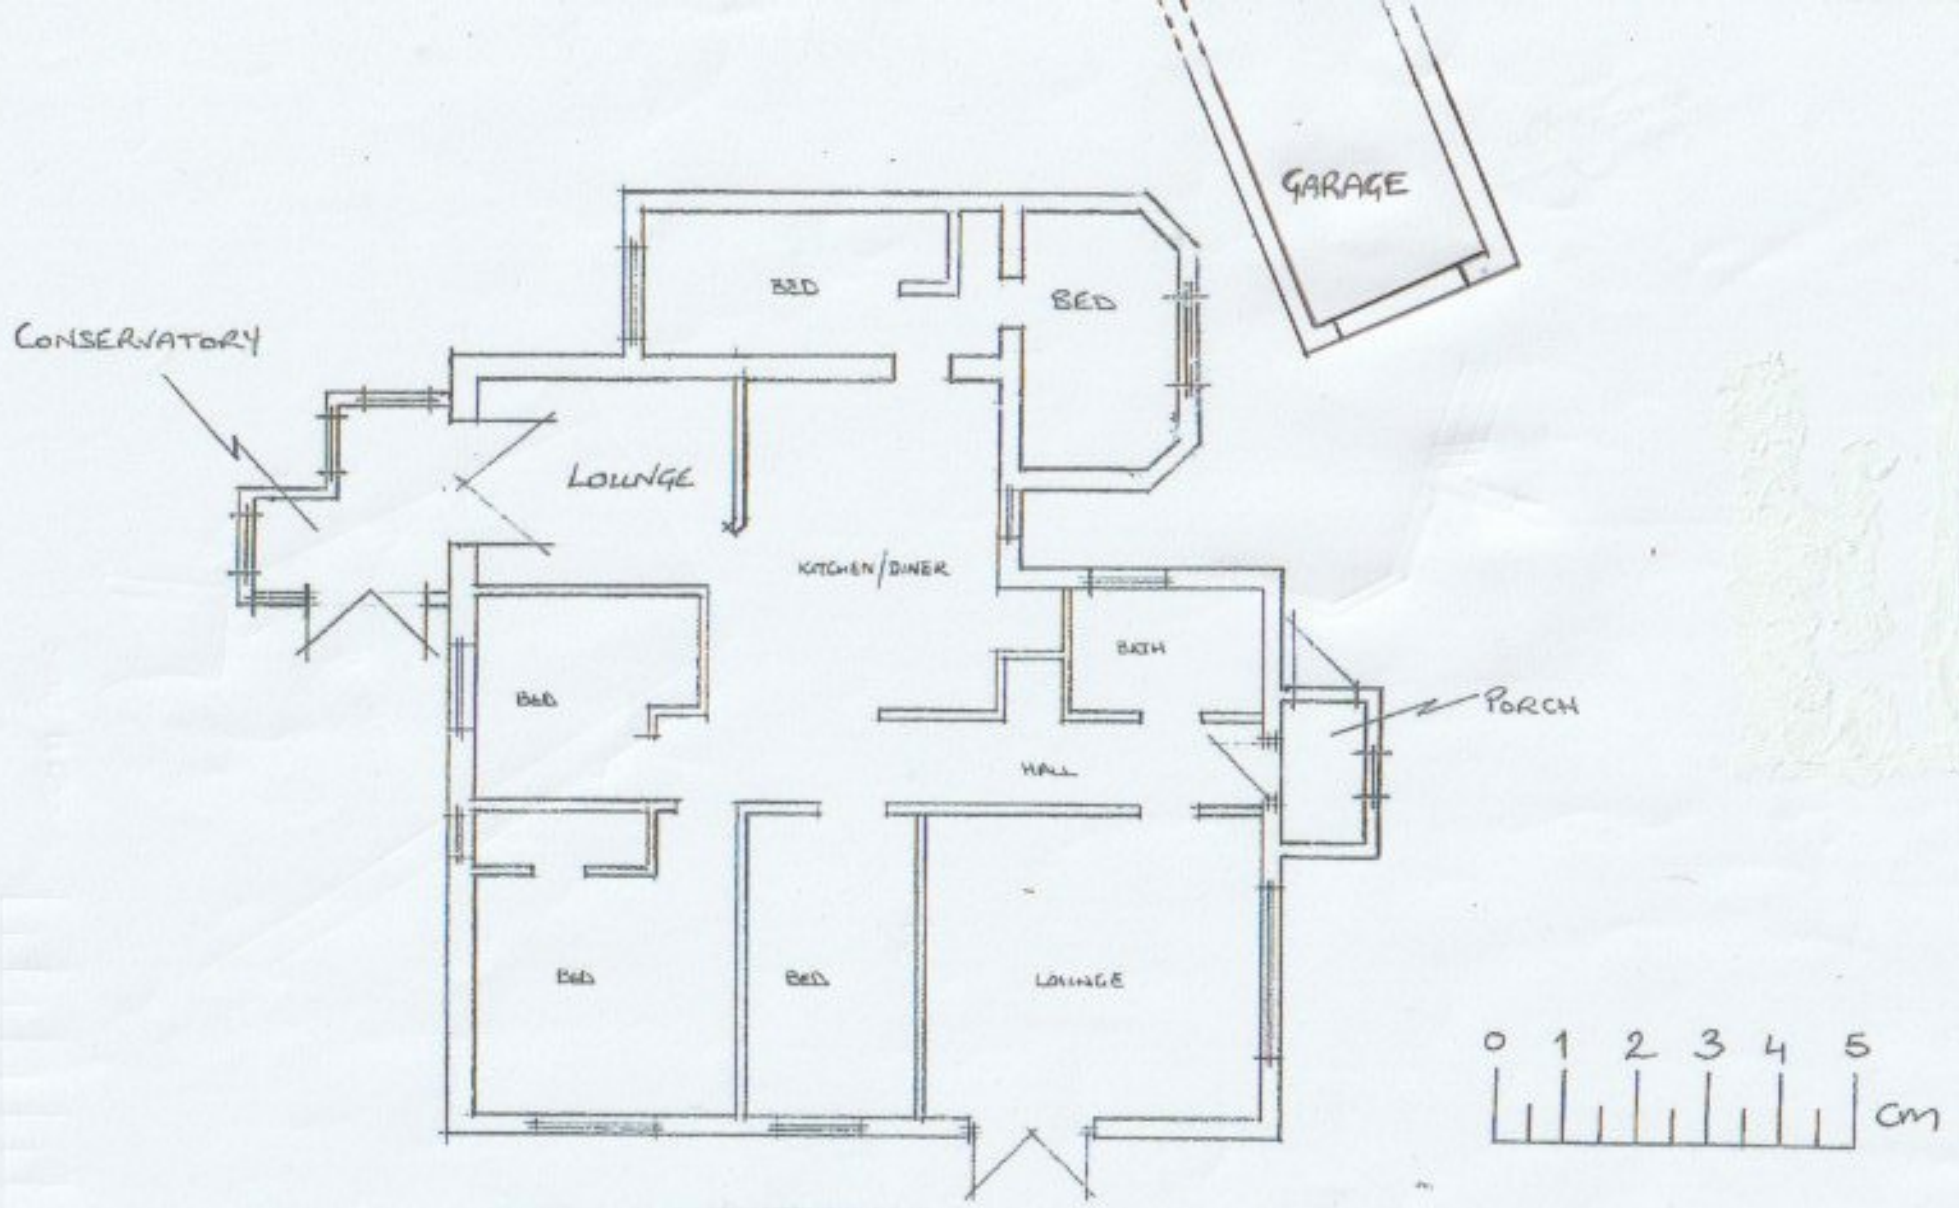 GARAGE
BED
BED
CONSERVATORY
LOUNGE
KITCHEN/DINER
BATH
BED
PORCH
HALL
BED
BED
LOUNGE
0 1 2 3 4 5
cm